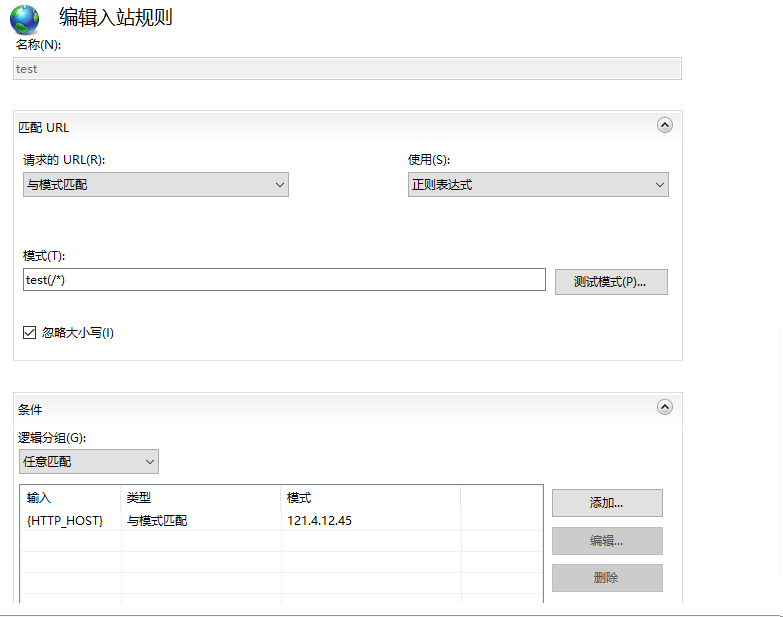 编辑入站规则
名称(N):
test
匹配 URL
请求的 URL(R):
使用(S):
与模式匹配
正则表达式
模式(T):
test(/*)
测试模式(P)...
忽略大小写(I)
条件
逻辑分组(G):
任意匹配
输入 类型 模式
{HTTP_HOST} 与模式匹配 121.4.12.45
添加...
编辑...
删除